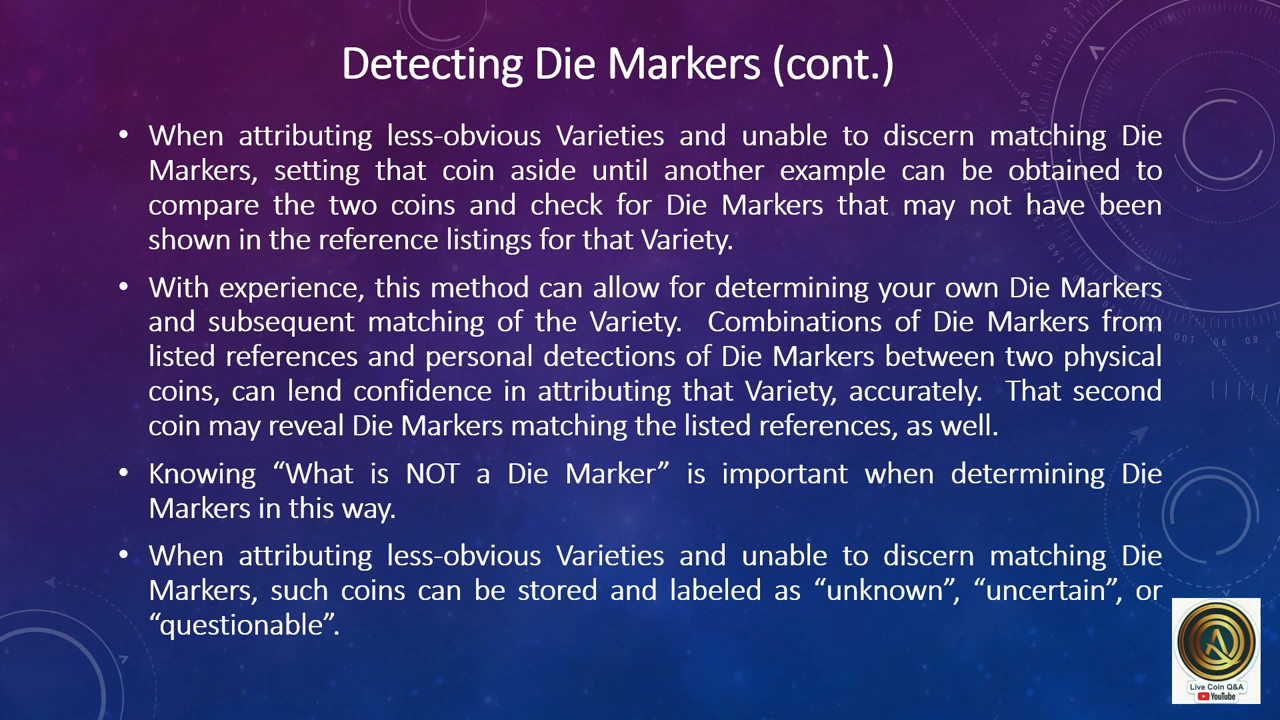 Detecting Die Markers (cont.)
• When attributing less-obvious Varieties and unable to discern matching Die
Markers, setting that coin aside until another example can be obtained to
compare the two coins and check for Die Markers that may not have been
shown in the reference listings for that Variety.
• With experience, this method can allow for determining your own Die Markers
and subsequent matching of the Variety.  Combinations of Die Markers from
listed references and personal detections of Die Markers between two physical
coins, can lend confidence in attributing that Variety, accurately.  That second
coin may reveal Die Markers matching the listed references, as well.
• Knowing “What is NOT a Die Marker” is important when determining Die
Markers in this way.
• When attributing less-obvious Varieties and unable to discern matching Die
Markers, such coins can be stored and labeled as “unknown”, “uncertain”, or
“questionable”.
Live Coin Q&A
YouTube